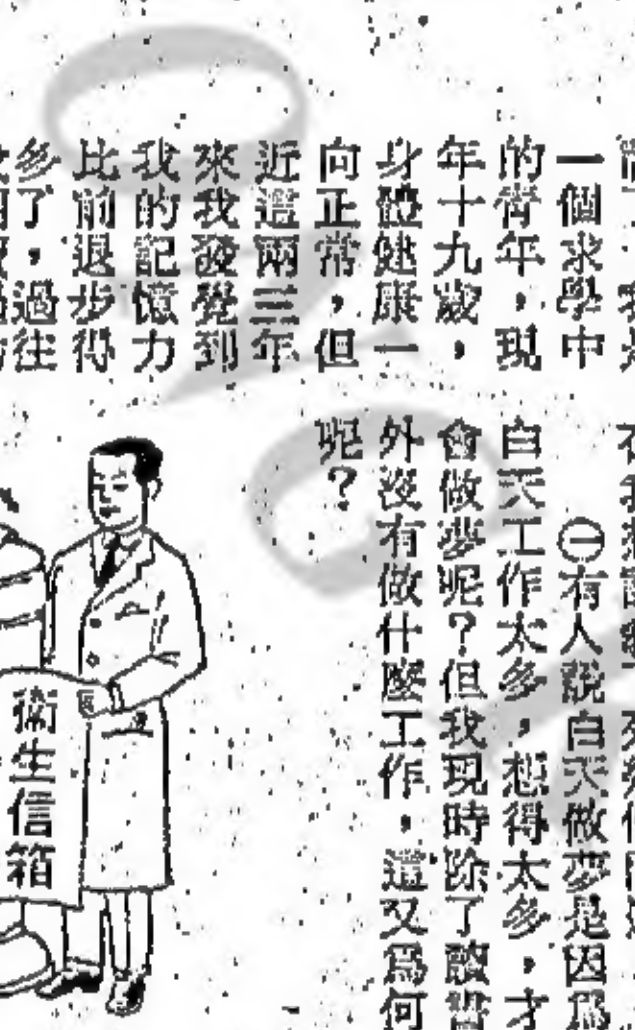 一個求學中
的青年，現
年十九歲，
身體健康一
向正常，但
近這兩三年
來我發覺到
我的記憶力
比前退步得
多了，過往
㊀有人說白天做夢是因爲
白天工作太多，想得太多，才
會做夢呢？但我現時除了讀書
外沒有做什麼工作，這又爲何
呢？
衞生信箱